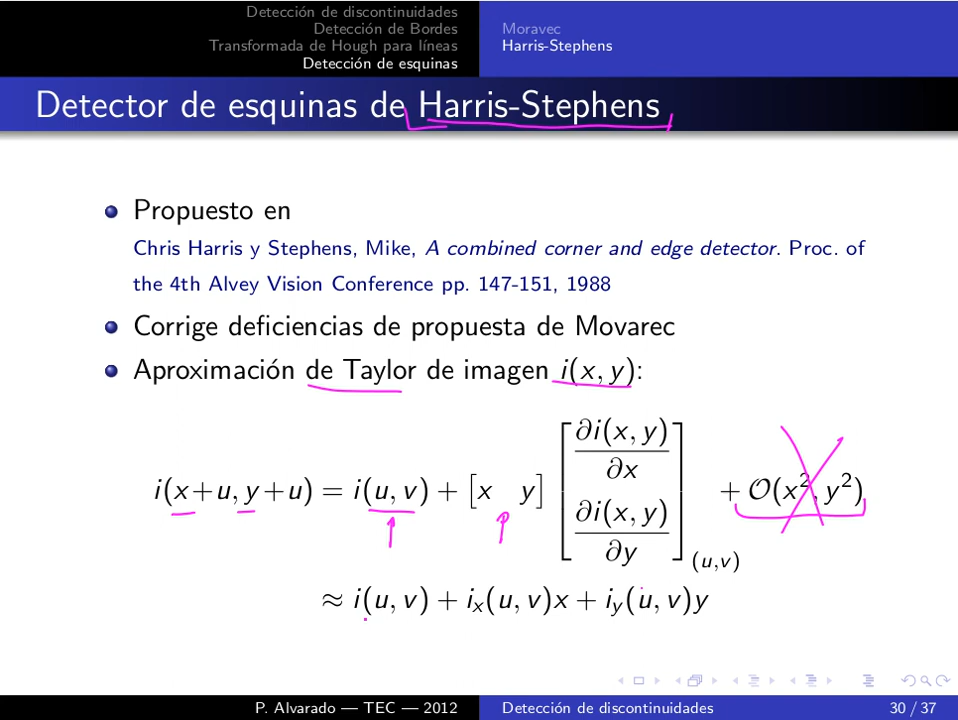 Detección de discontinuidades
Detección de Bordes
Transformada de Hough para líneas
Detección de esquinas
Moravec
Harris-Stephens
Detector de esquinas de Harris-Stephens
Propuesto en
Chris Harris y Stephens, Mike, A combined corner and edge detector. Proc. of
the 4th Alvey Vision Conference pp. 147-151, 1988
Corrige deficiencias de propuesta de Movarec
Aproximación de Taylor de imagen i(x, y):
i(x+u, y+u) = i(u, v) + [x y] [∂i(x, y)/∂x ∂i(x, y)/∂y](u,v) + O(x², y²)
≈ i(u, v) + iₓ(u, v)x + i_y(u, v)y
P. Alvarado — TEC — 2012
Detección de discontinuidades
30 / 37